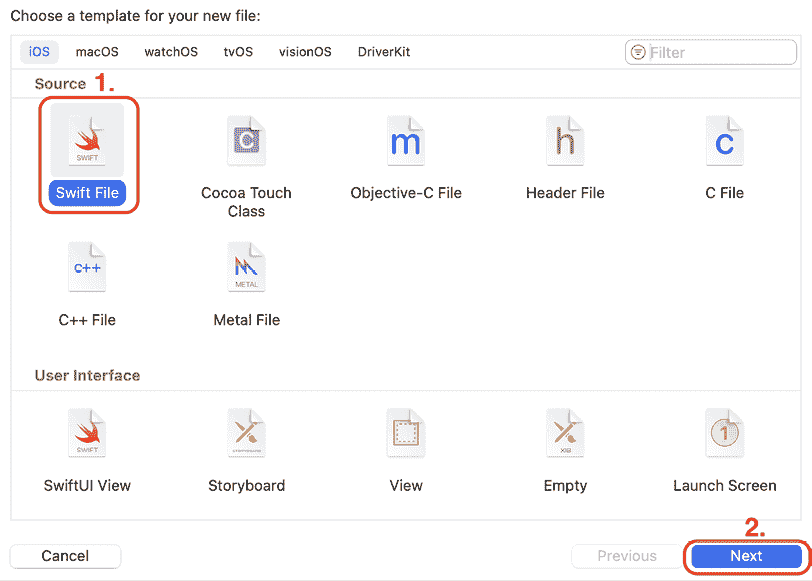 Choose a template for your new file:
iOS macOS watchOS tvOS visionOS DriverKit Filter
Source 1.
SWIFT
m h C
Swift File Cocoa Touch Class Objective-C File Header File C File
C++ METAL
C++ File Metal File
User Interface
SWIFT STORYBOARD XIB 1
SwiftUI View Storyboard View Empty Launch Screen
2.
Cancel Previous Next